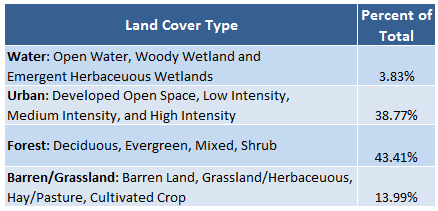 Land Cover Type
Percent of
Total
Water: Open Water, Woody Wetland and
Emergent Herbaceuous Wetlands
3.83%
Urban: Developed Open Space, Low Intensity,
Medium Intensity, and High Intensity
38.77%
Forest: Deciduous, Evergreen, Mixed, Shrub
43.41%
Barren/Grassland: Barren Land, Grassland/Herbaceuous,
Hay/Pasture, Cultivated Crop
13.99%